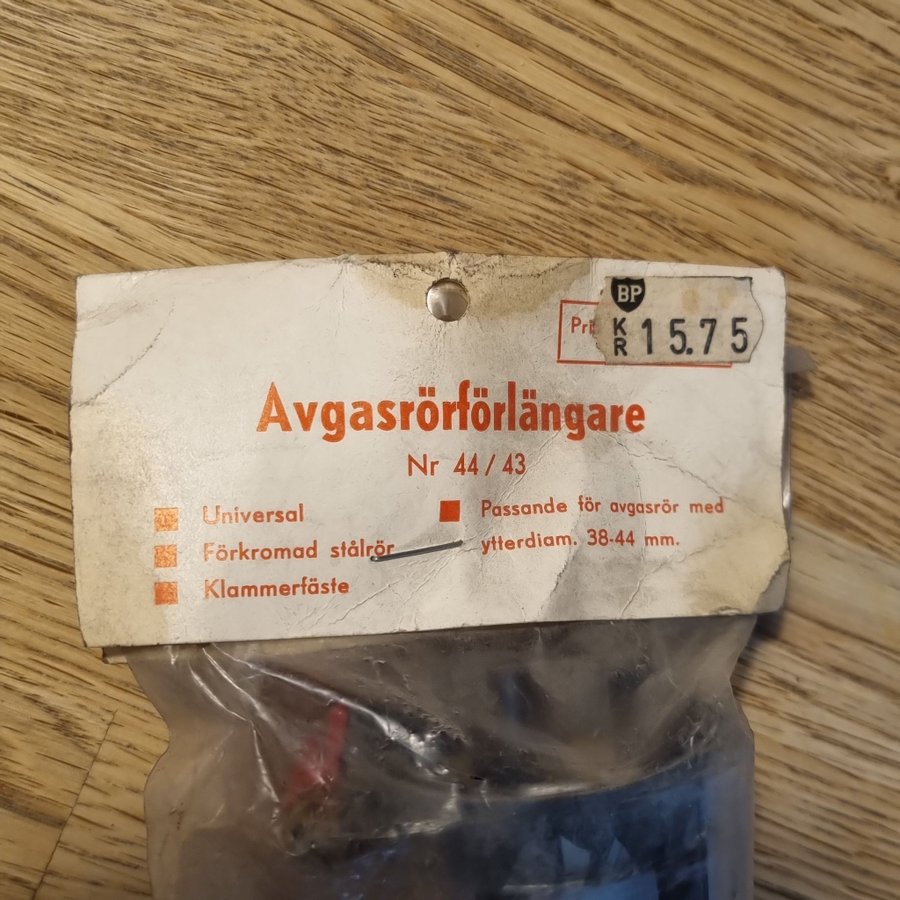 BP
KR 15.75
Avgasrörförlängare
Nr 44/43
Universal
Förkromad stålrör
Klammerfäste
Passande för avgasrör med
ytterdiam. 38-44 mm.